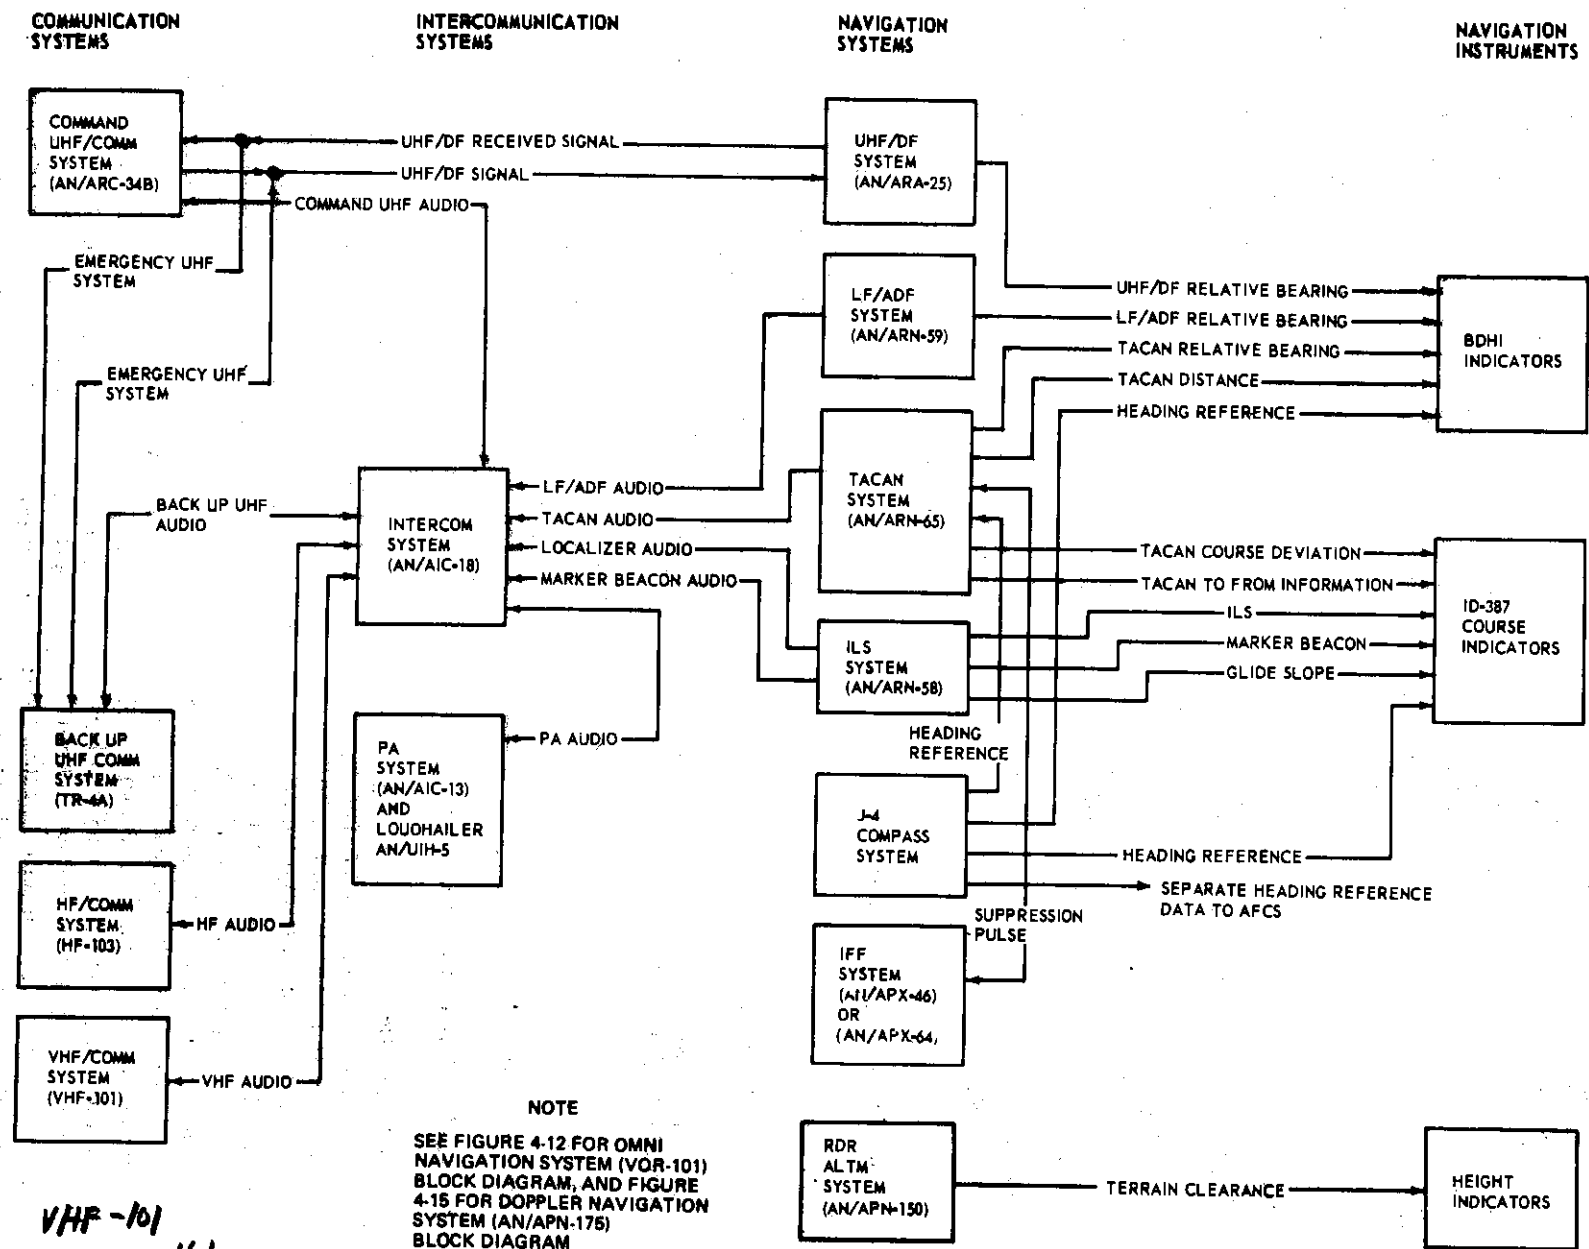 COMMUNICATION
SYSTEMS
INTERCOMMUNICATION
SYSTEMS
NAVIGATION
SYSTEMS
NAVIGATION
INSTRUMENTS
COMMAND
UHF/COMM
SYSTEM
(AN/ARC-34B)
UHF/DF RECEIVED SIGNAL
UHF/DF SIGNAL
COMMAND UHF AUDIO
UHF/DF
SYSTEM
(AN/ARA-25)
EMERGENCY UHF
SYSTEM
EMERGENCY UHF
SYSTEM
LF/ADF
SYSTEM
(AN/ARN-59)
UHF/DF RELATIVE BEARING
LF/ADF RELATIVE BEARING
TACAN RELATIVE BEARING
TACAN DISTANCE
HEADING REFERENCE
BDHI
INDICATORS
BACK UP UHF
AUDIO
INTERCOM
SYSTEM
(AN/AIC-18)
LF/ADF AUDIO
TACAN AUDIO
LOCALIZER AUDIO
MARKER BEACON AUDIO
TACAN
SYSTEM
(AN/ARN-65)
TACAN COURSE DEVIATION
TACAN TO FROM INFORMATION
ILS
MARKER BEACON
GLIDE SLOPE
ID-387
COURSE
INDICATORS
ILS
SYSTEM
(AN/ARN-58)
BACK UP
UHF COMM
SYSTEM
(TR-4A)
PA
SYSTEM
(AN/AIC-13)
AND
LOUDHAILER
AN/UIH-5
PA AUDIO
HEADING
REFERENCE
J-4
COMPASS
SYSTEM
HEADING REFERENCE
SEPARATE HEADING REFERENCE
DATA TO AFCS
SUPPRESSION
PULSE
HF/COMM
SYSTEM
(HF-103)
HF AUDIO
IFF
SYSTEM
(AN/APX-46)
OR
(AN/APX-64)
VHF/COMM
SYSTEM
(VHF-101)
VHF AUDIO
NOTE
SEE FIGURE 4-12 FOR OMNI
NAVIGATION SYSTEM (VOR-101)
BLOCK DIAGRAM, AND FIGURE
4-15 FOR DOPPLER NAVIGATION
SYSTEM (AN/APN-175)
BLOCK DIAGRAM
RDR
ALTM
SYSTEM
(AN/APN-150)
TERRAIN CLEARANCE
HEIGHT
INDICATORS
VHF-101